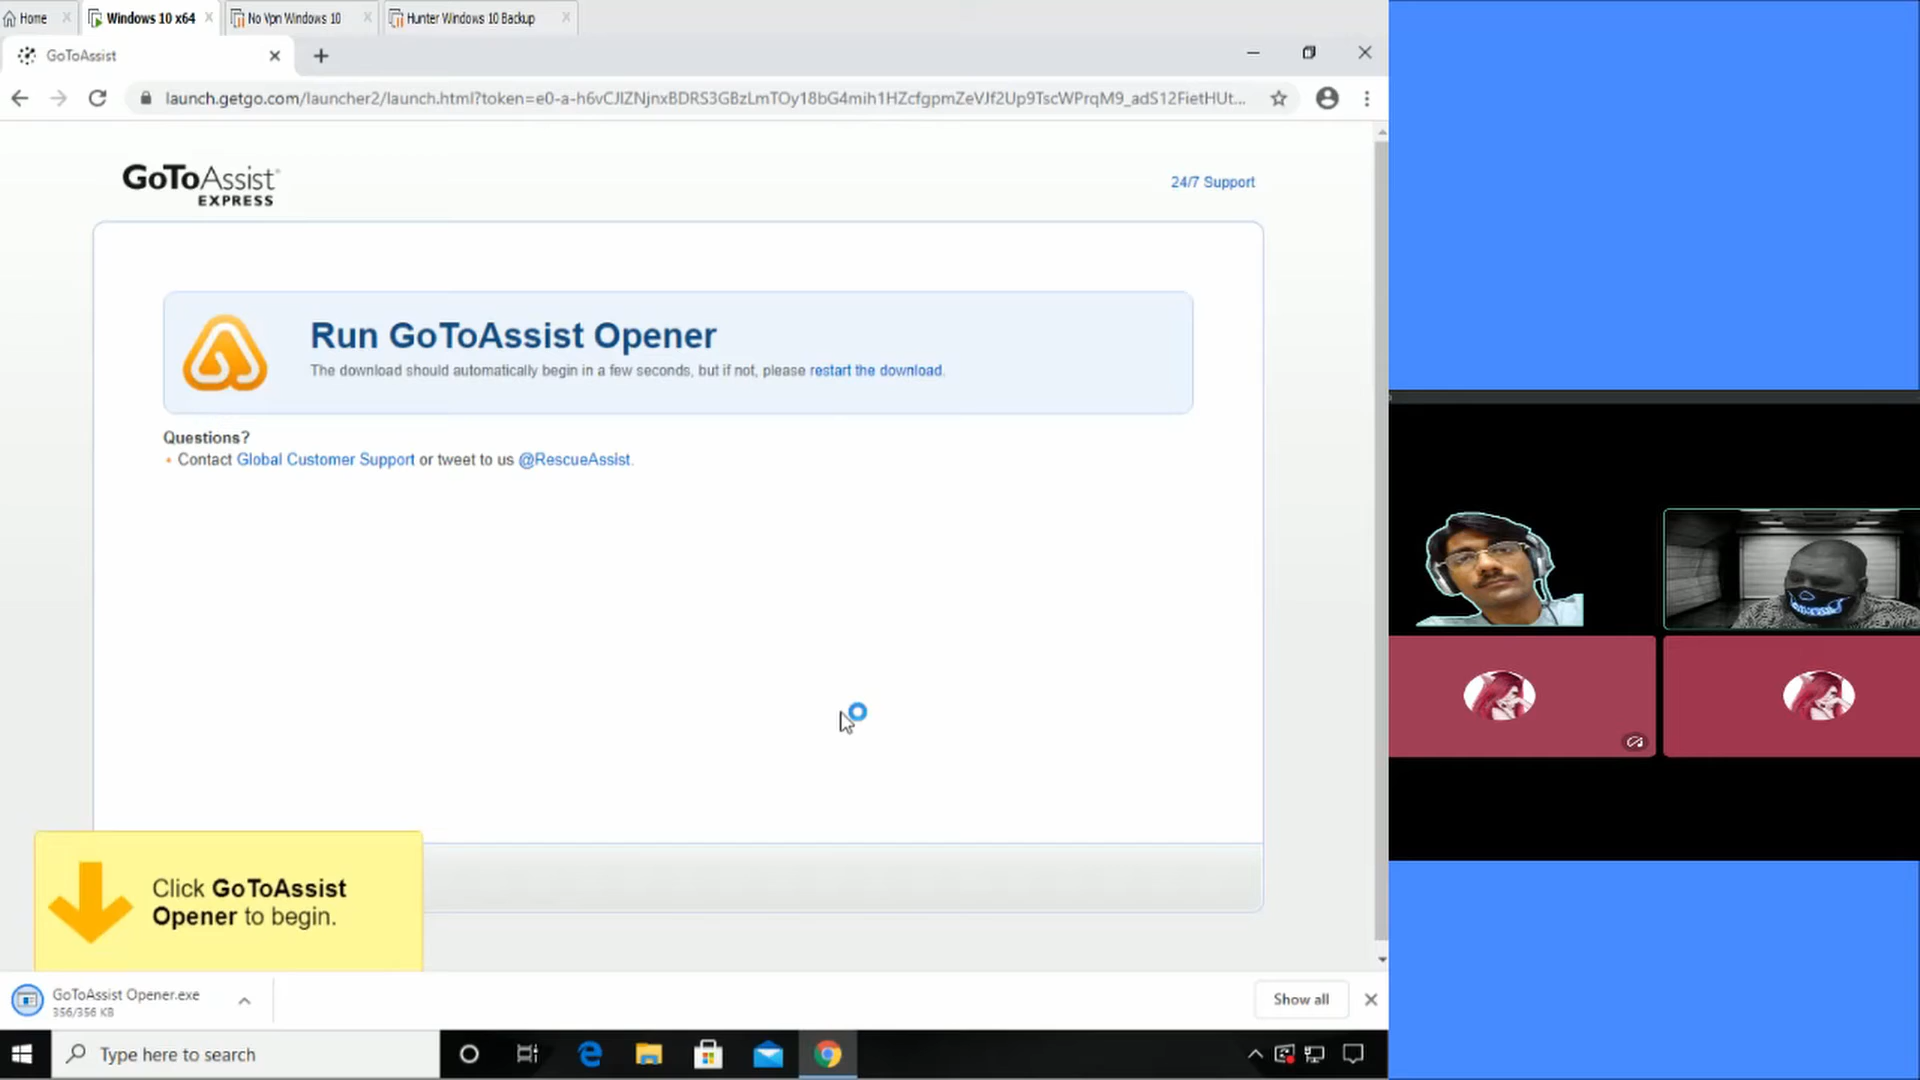 Home
Windows 10 x64
No Vpn Windows 10
Hunter Windows 10 Backup
GoToAssist
launch.getgo.com/launcher2/launch.html?token=e0-a-h6vCJIZNjnxBDRS3GBzLmTOy18bG4mih1HZcfgpmZeVJf2Up9TscWPrqM9_adS12FietHUt...
GoToAssist
EXPRESS
24/7 Support
Run GoToAssist Opener
The download should automatically begin in a few seconds, but if not, please restart the download.
Questions?
• Contact Global Customer Support or tweet to us @RescueAssist.
Click GoToAssist
Opener to begin.
GoToAssist Opener.exe
356/356 KB
Show all
Type here to search